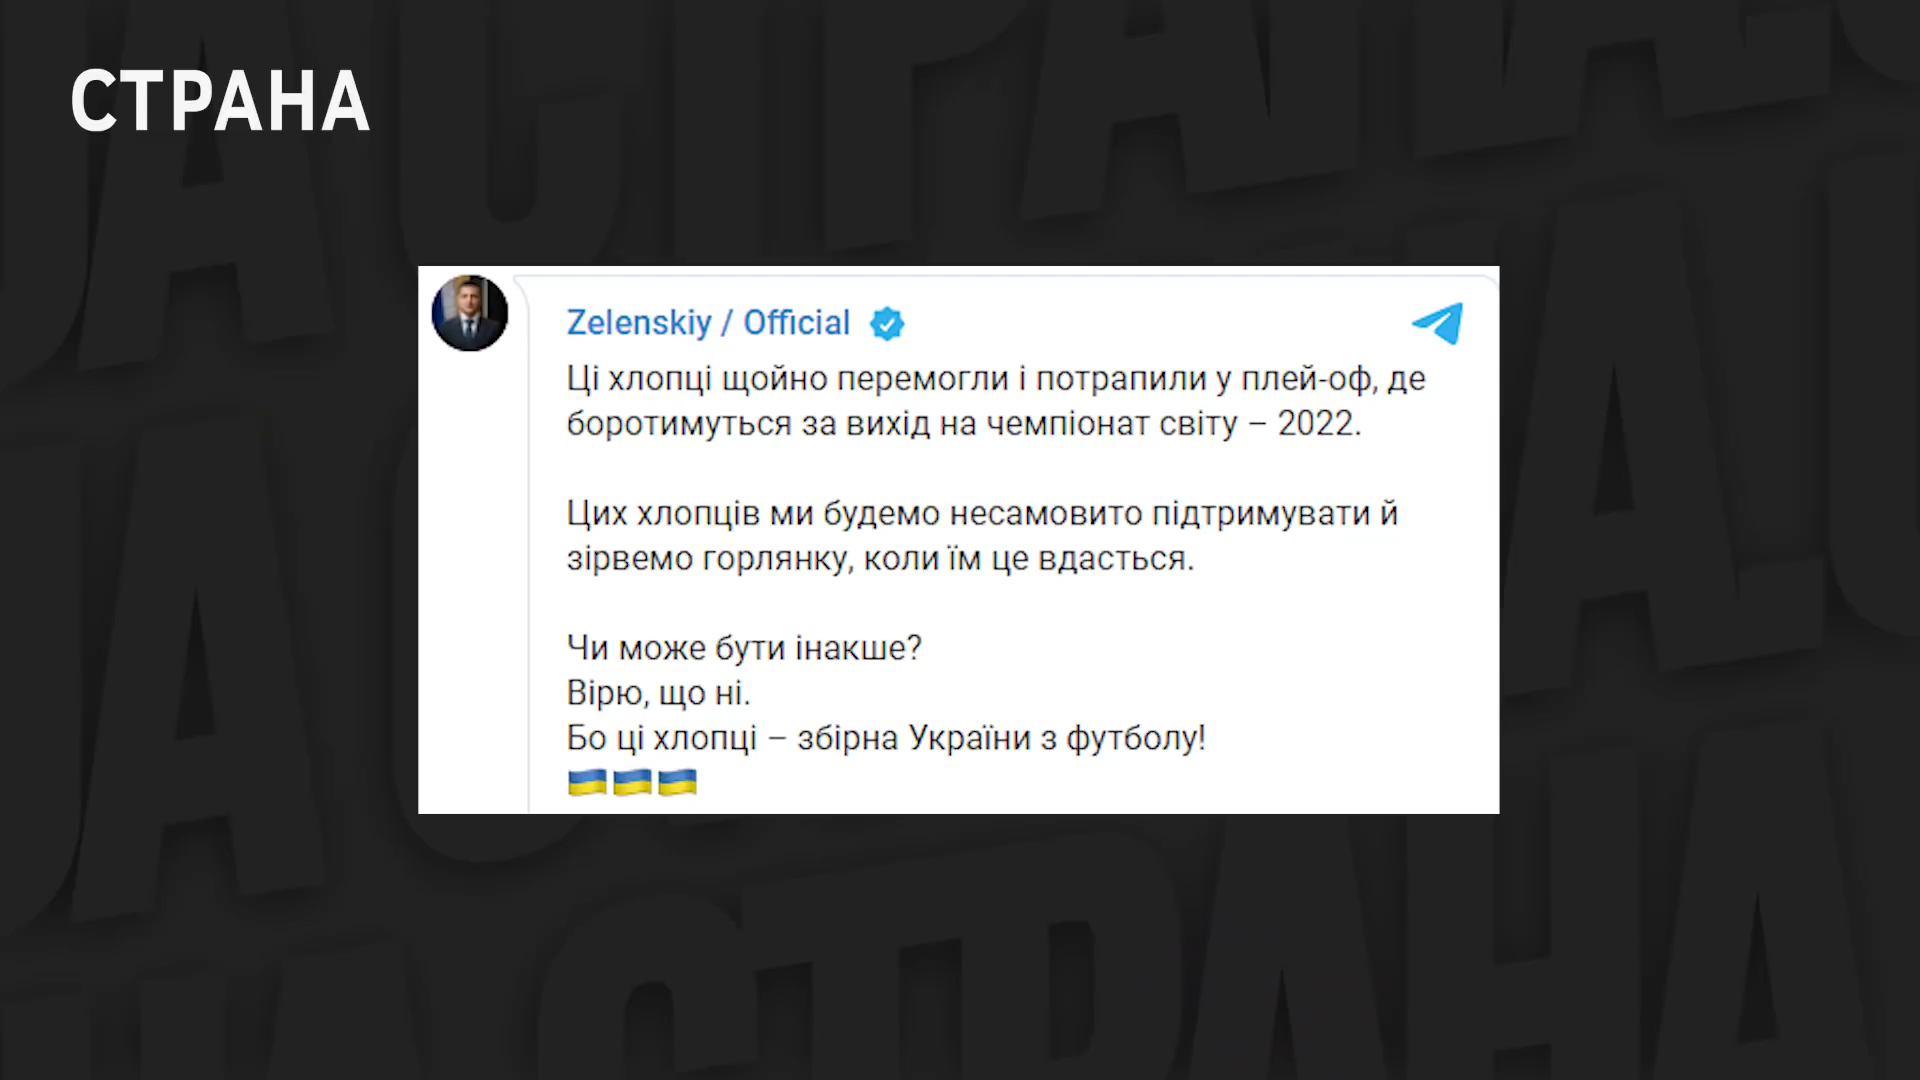 СТРАНА
Zelenskiy / Official
Ці хлопці щойно перемогли і потрапили у плей-оф, де
боротимуться за вихід на чемпіонат світу – 2022.
Цих хлопців ми будемо несамовито підтримувати й
зірвемо горлянку, коли їм це вдасться.
Чи може бути інакше?
Вірю, що ні.
Бо ці хлопці – збірна України з футболу!
🇺🇦🇺🇦🇺🇦